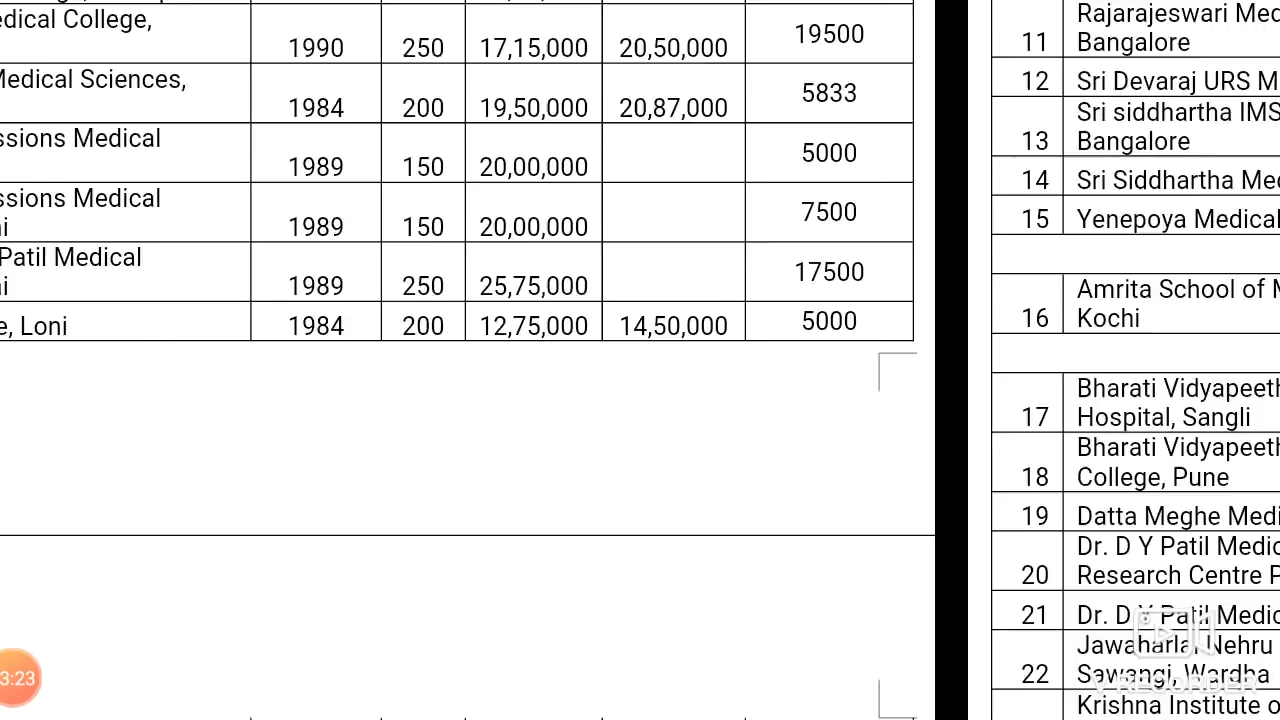 edical College,
1990 250 17,15,000 20,50,000 19500
Medical Sciences,
1984 200 19,50,000 20,87,000 5833
ssions Medical
1989 150 20,00,000 5000
ssions Medical
1989 150 20,00,000 7500
Patil Medical
1989 250 25,75,000 17500
e, Loni 1984 200 12,75,000 14,50,000 5000
3:23
Rajarajeswari Med
11 Bangalore
12 Sri Devaraj URS M
Sri siddhartha IMS
13 Bangalore
14 Sri Siddhartha Med
15 Yenepoya Medical
Amrita School of M
16 Kochi
Bharati Vidyapeeth
17 Hospital, Sangli
Bharati Vidyapeeth
18 College, Pune
19 Datta Meghe Medi
Dr. D Y Patil Medic
20 Research Centre P
21 Dr. D Y Patil Medic
Jawaharlal Nehru
22 Sawangi, Wardha
V RECORDER
Krishna Institute o